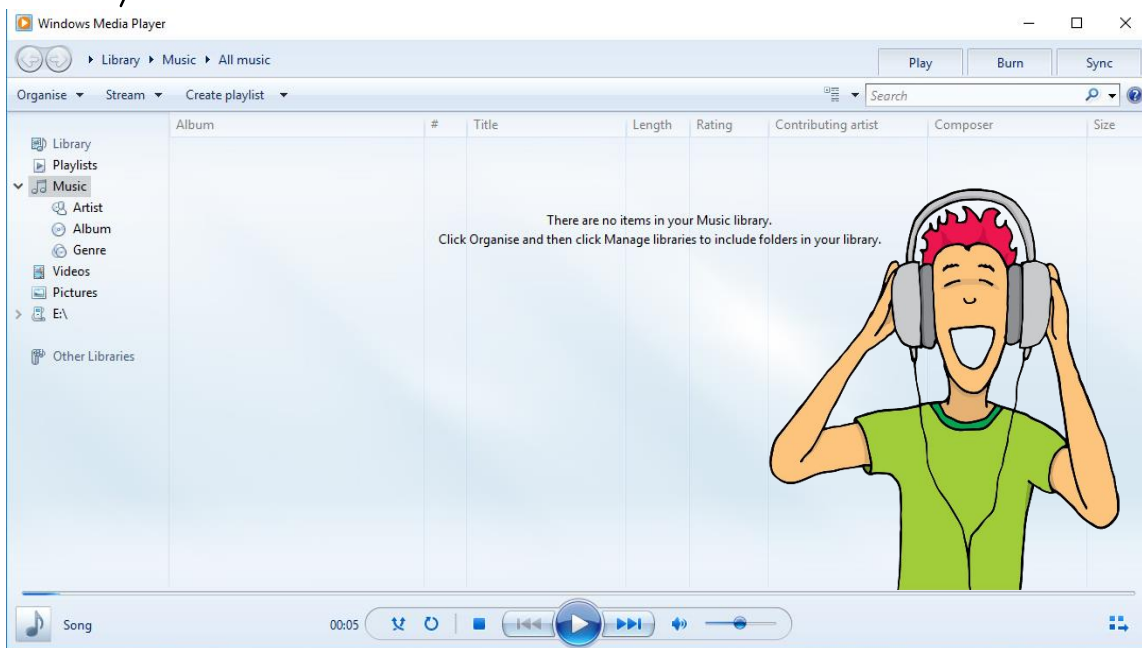 Windows Media Player
Library Music All music
Play Burn Sync
Organise Stream Create playlist Search
Album # Title Length Rating Contributing artist Composer Size
Library
Playlists
Music
Artist
Album
Genre
Videos
Pictures
E:\
Other Libraries
There are no items in your Music library.
Click Organise and then click Manage libraries to include folders in your library.
Song 00:05